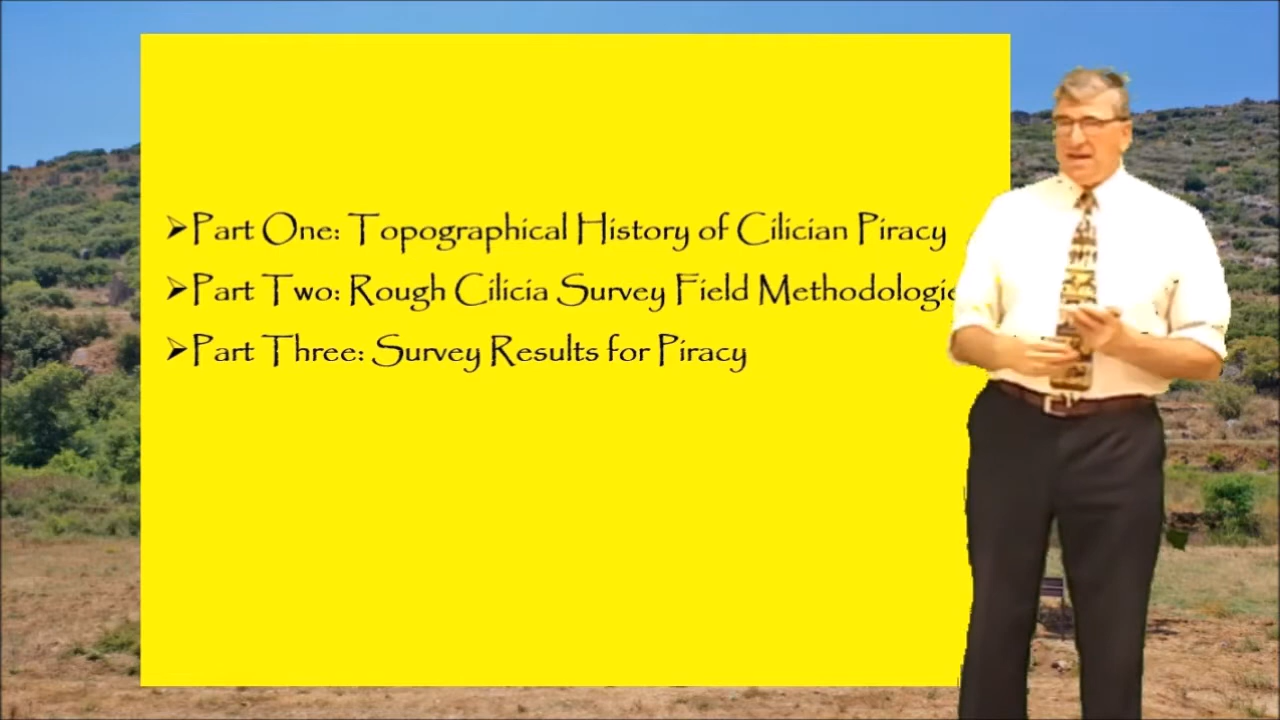 ➢Part One: Topographical History of Cilician Piracy
➢Part Two: Rough Cilicia Survey Field
➢Part Three: Survey Results for Piracy